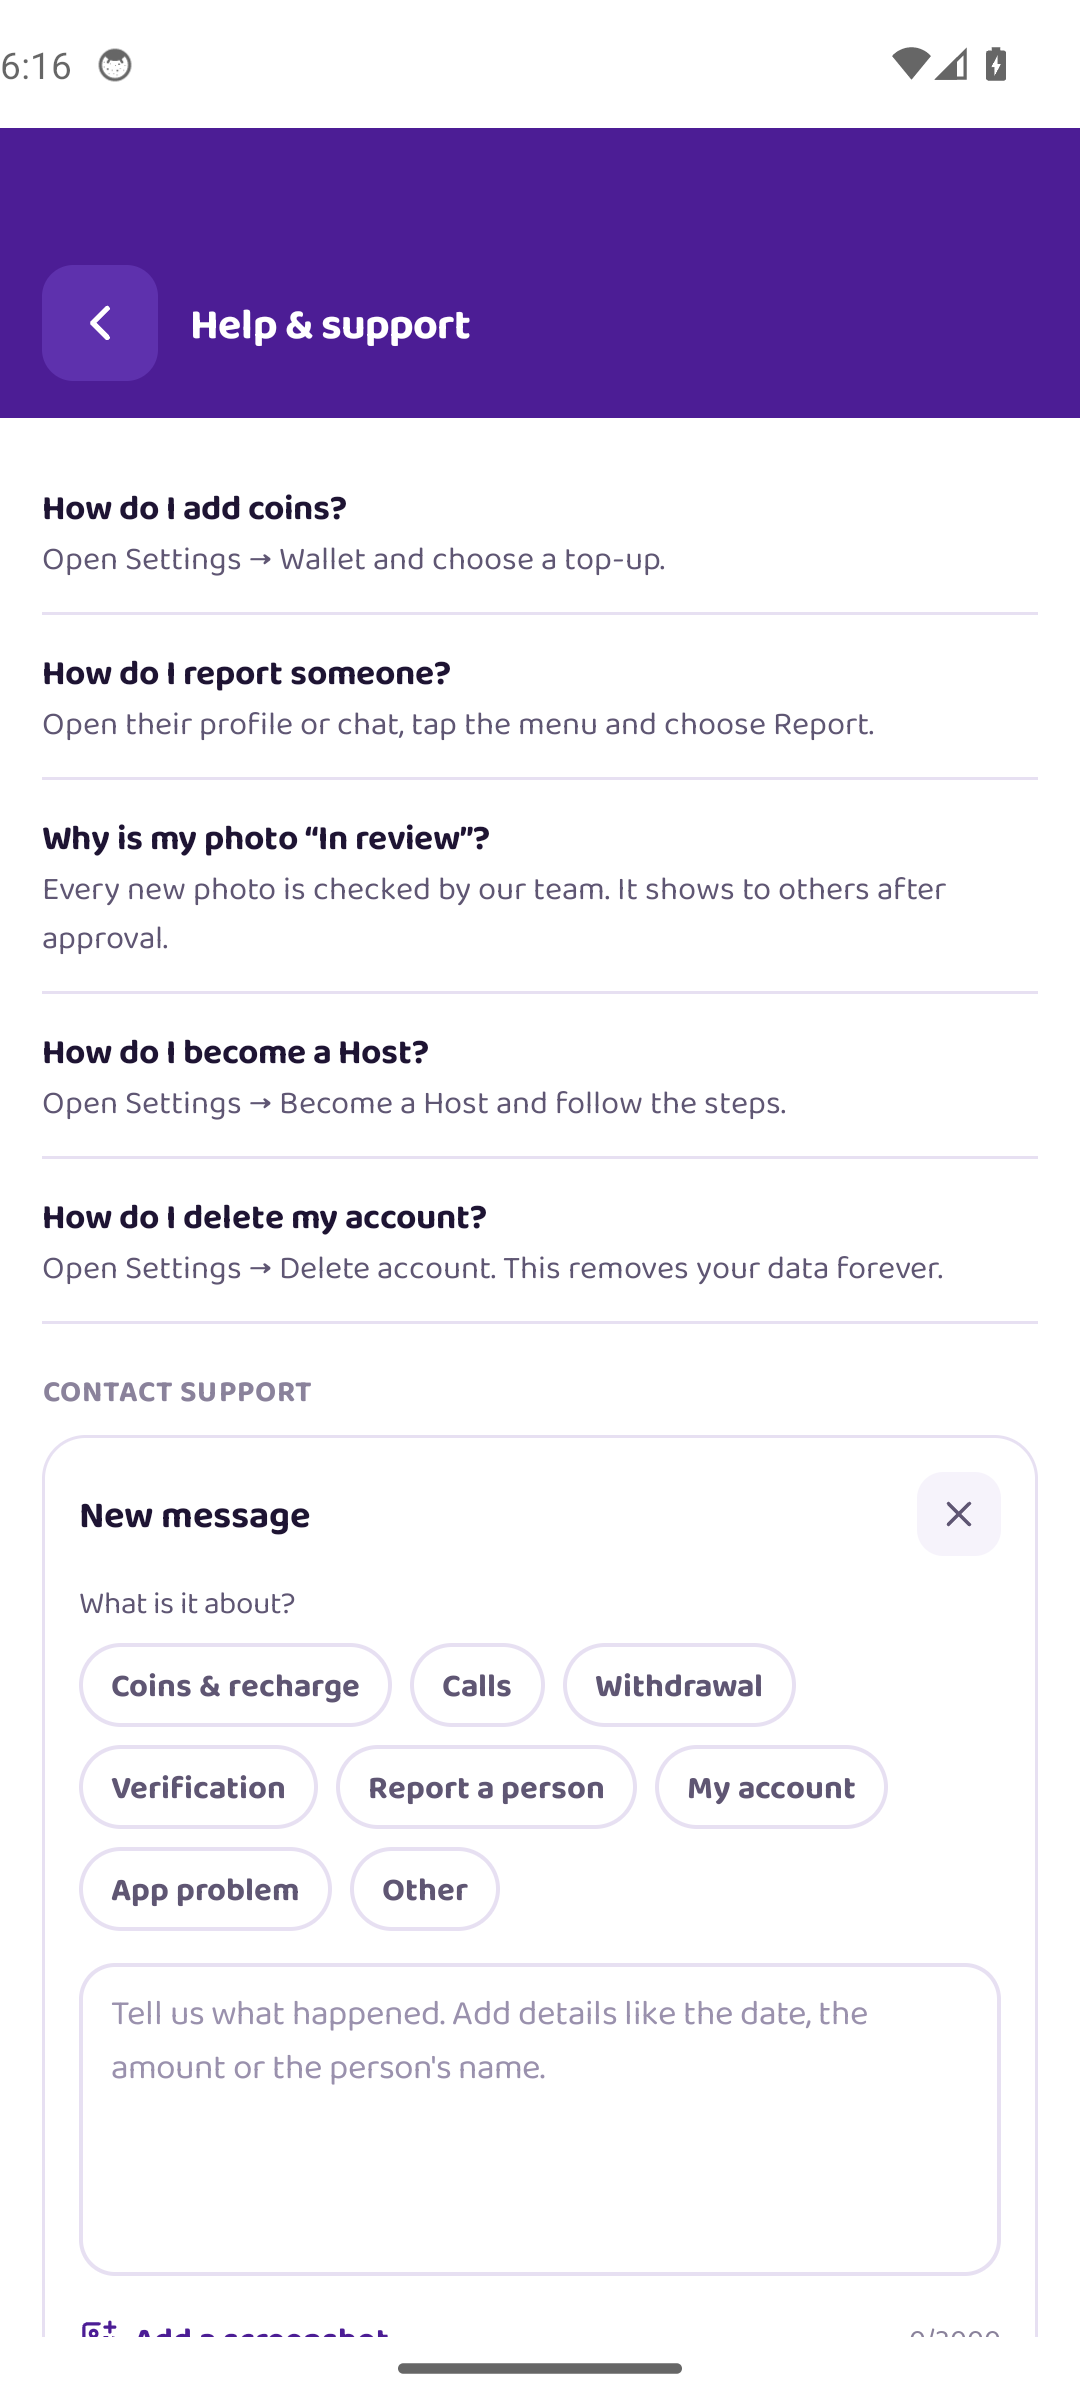 6:16
Help & support
How do I add coins?
Open Settings → Wallet and choose a top-up.
How do I report someone?
Open their profile or chat, tap the menu and choose Report.
Why is my photo “In review”?
Every new photo is checked by our team. It shows to others after
approval.
How do I become a Host?
Open Settings → Become a Host and follow the steps.
How do I delete my account?
Open Settings → Delete account. This removes your data forever.
CONTACT SUPPORT
New message
What is it about?
Coins & recharge
Calls
Withdrawal
Verification
Report a person
My account
App problem
Other
Tell us what happened. Add details like the date, the
amount or the person's name.
Add a screenshot